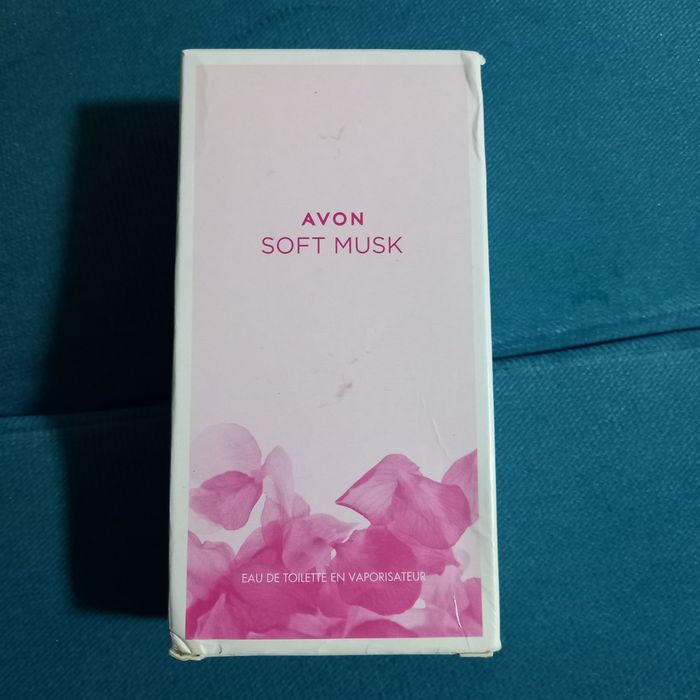 AVON
SOFT MUSK
EAU DE TOILETTE EN VAPORISATEUR